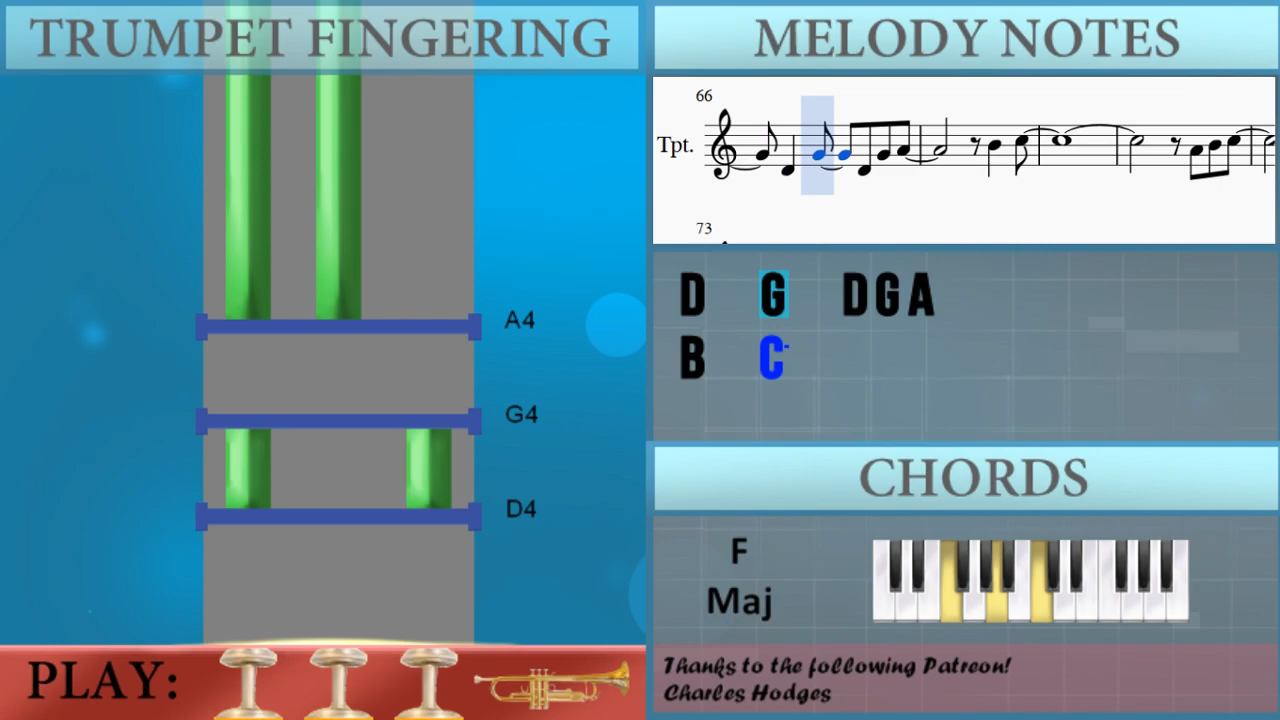 TRUMPET FINGERING
A4
G4
D4
PLAY:
MELODY NOTES
66
Tpt.
73
D G D G A
B C-
CHORDS
F
Maj
Thanks to the following Patreon!
Charles Hodges